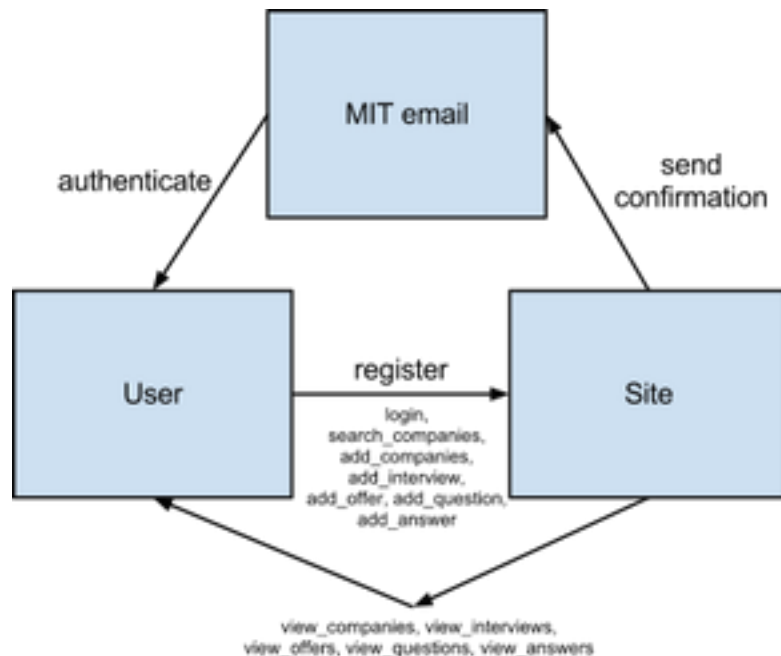 MIT email
authenticate
send
confirmation
User
register
Site
login,
search_companies,
add_companies,
add_interview,
add_offer, add_question,
add_answer
view_companies, view_interviews,
view_offers, view_questions, view_answers